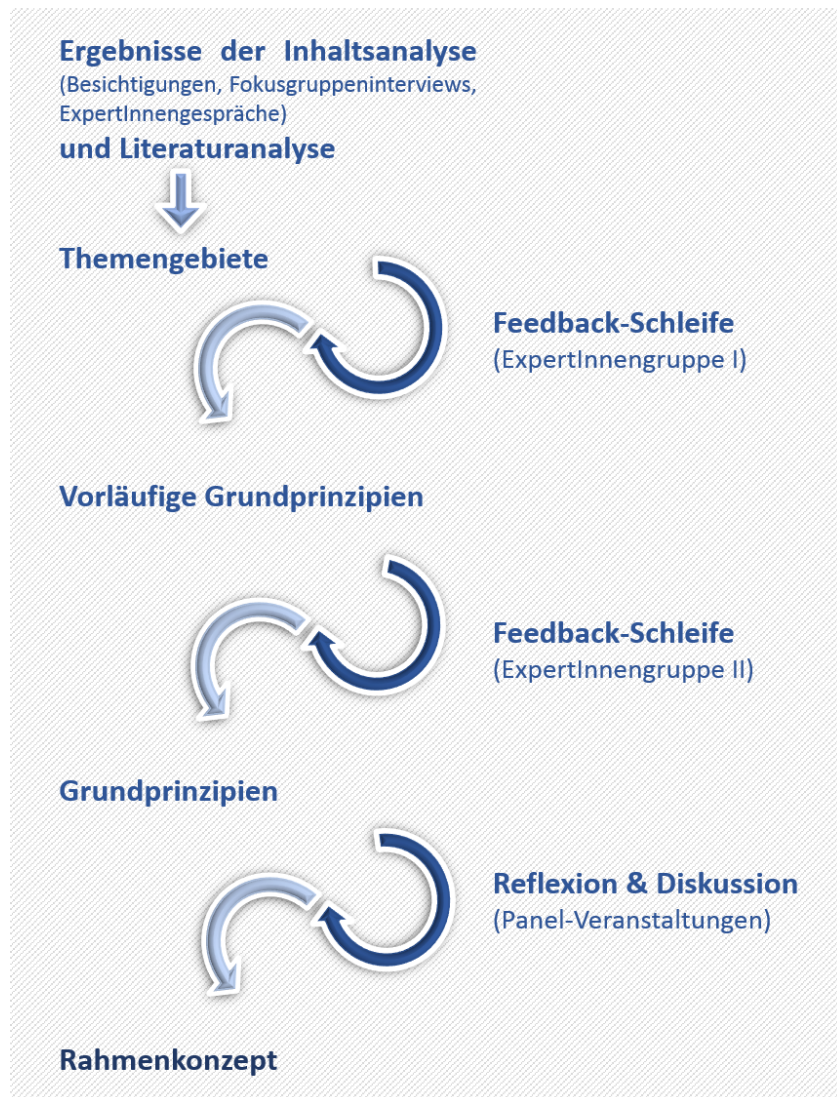 Ergebnisse der Inhaltsanalyse
(Besichtigungen, Fokusgruppeninterviews,
ExpertInnengespräche)
und Literaturanalyse
Themengebiete
Feedback-Schleife
(ExpertInnengruppe I)
Vorläufige Grundprinzipien
Feedback-Schleife
(ExpertInnengruppe II)
Grundprinzipien
Reflexion & Diskussion
(Panel-Veranstaltungen)
Rahmenkonzept